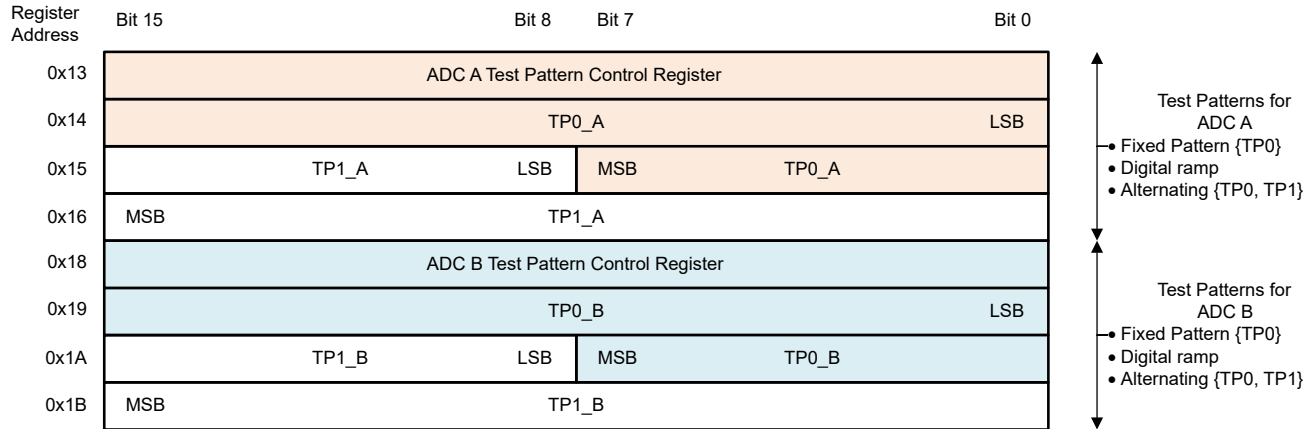 Register
Address
Bit 15
Bit 8
Bit 7
Bit 0
0x13
ADC A Test Pattern Control Register
0x14
TP0_A
LSB
0x15
TP1_A
LSB
MSB
TP0_A
0x16
MSB
TP1_A
Test Patterns for
ADC A
• Fixed Pattern {TP0}
• Digital ramp
• Alternating {TP0, TP1}
0x18
ADC B Test Pattern Control Register
0x19
TP0_B
LSB
0x1A
TP1_B
LSB
MSB
TP0_B
0x1B
MSB
TP1_B
Test Patterns for
ADC B
• Fixed Pattern {TP0}
• Digital ramp
• Alternating {TP0, TP1}